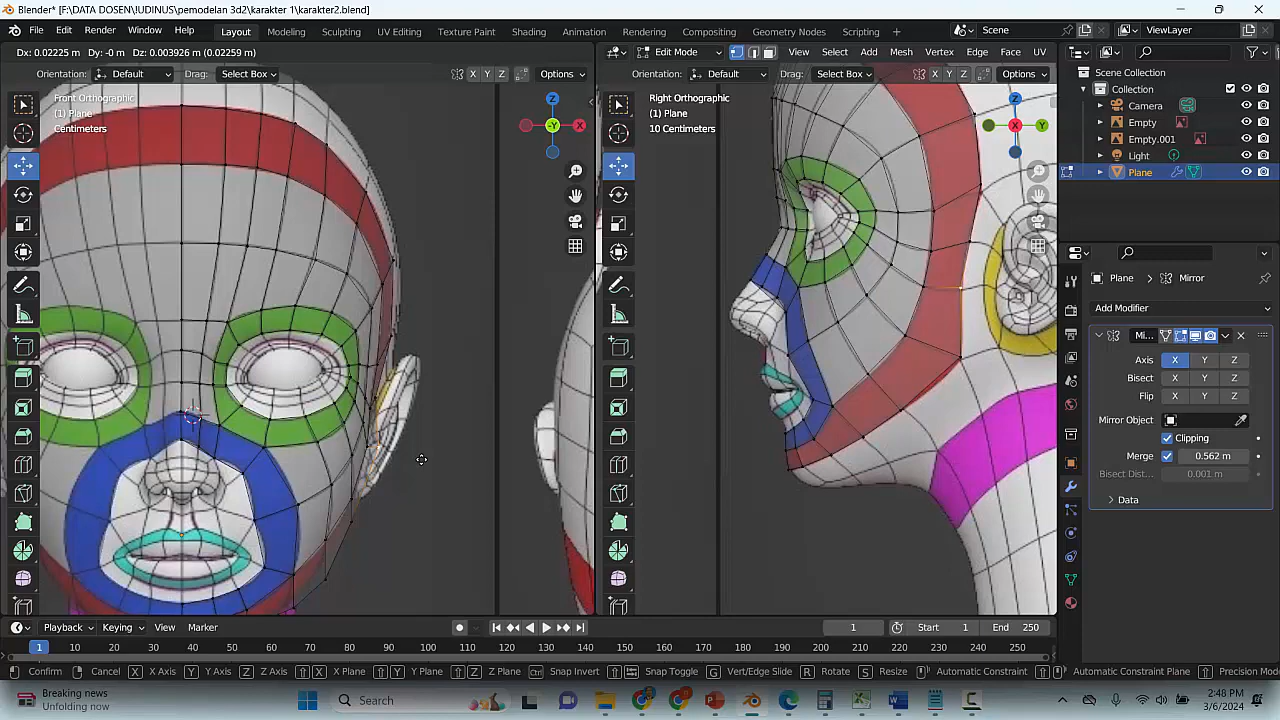 Blender* [F:\DATA DOSEN\!UDINUS\pemodelan 3d2\karakter 1\karakter2.blend]
File Edit Render Window Help Layout Modeling Sculpting UV Editing Texture Paint Shading Animation Rendering Compositing Geometry Nodes Scripting + Scene ViewLayer
Dx: 0.02225 m Dy: -0 m Dz: 0.003926 m (0.02259 m)
Edit Mode View Select Add Mesh Vertex Edge Face UV
Orientation: Default Drag: Select Box X Y Z Options
Orientation: Default Drag: Select Box X Y Z Options
Scene Collection
Collection
Camera
Empty
Empty.001
Light
Plane
Front Orthographic
(1) Plane
Centimeters
Z
X
-Y
Right Orthographic
(1) Plane
10 Centimeters
Z
X
Y
Plane > Mirror
Add Modifier
Mi...
Axis X Y Z
Bisect X Y Z
Flip X Y Z
Mirror Object
Clipping
Merge 0.562 m
Bisect Dist... 0.001 m
Data
Playback Keying View Marker 1 Start 1 End 250
1 10 20 30 40 50 60 70 80 90 100 110 120 130 140 150 160 170 180 190 200 210 220 230 240 250
Confirm Cancel X X Axis Y Y Axis Z Z Axis X X Plane Y Y Plane Z Z Plane Snap Invert Snap Toggle G Vert/Edge Slide R Rotate S Resize Automatic Constraint Automatic Constraint Plane Precision Mode
Breaking news
Unfolding now
Search
2:48 PM
3/6/2024